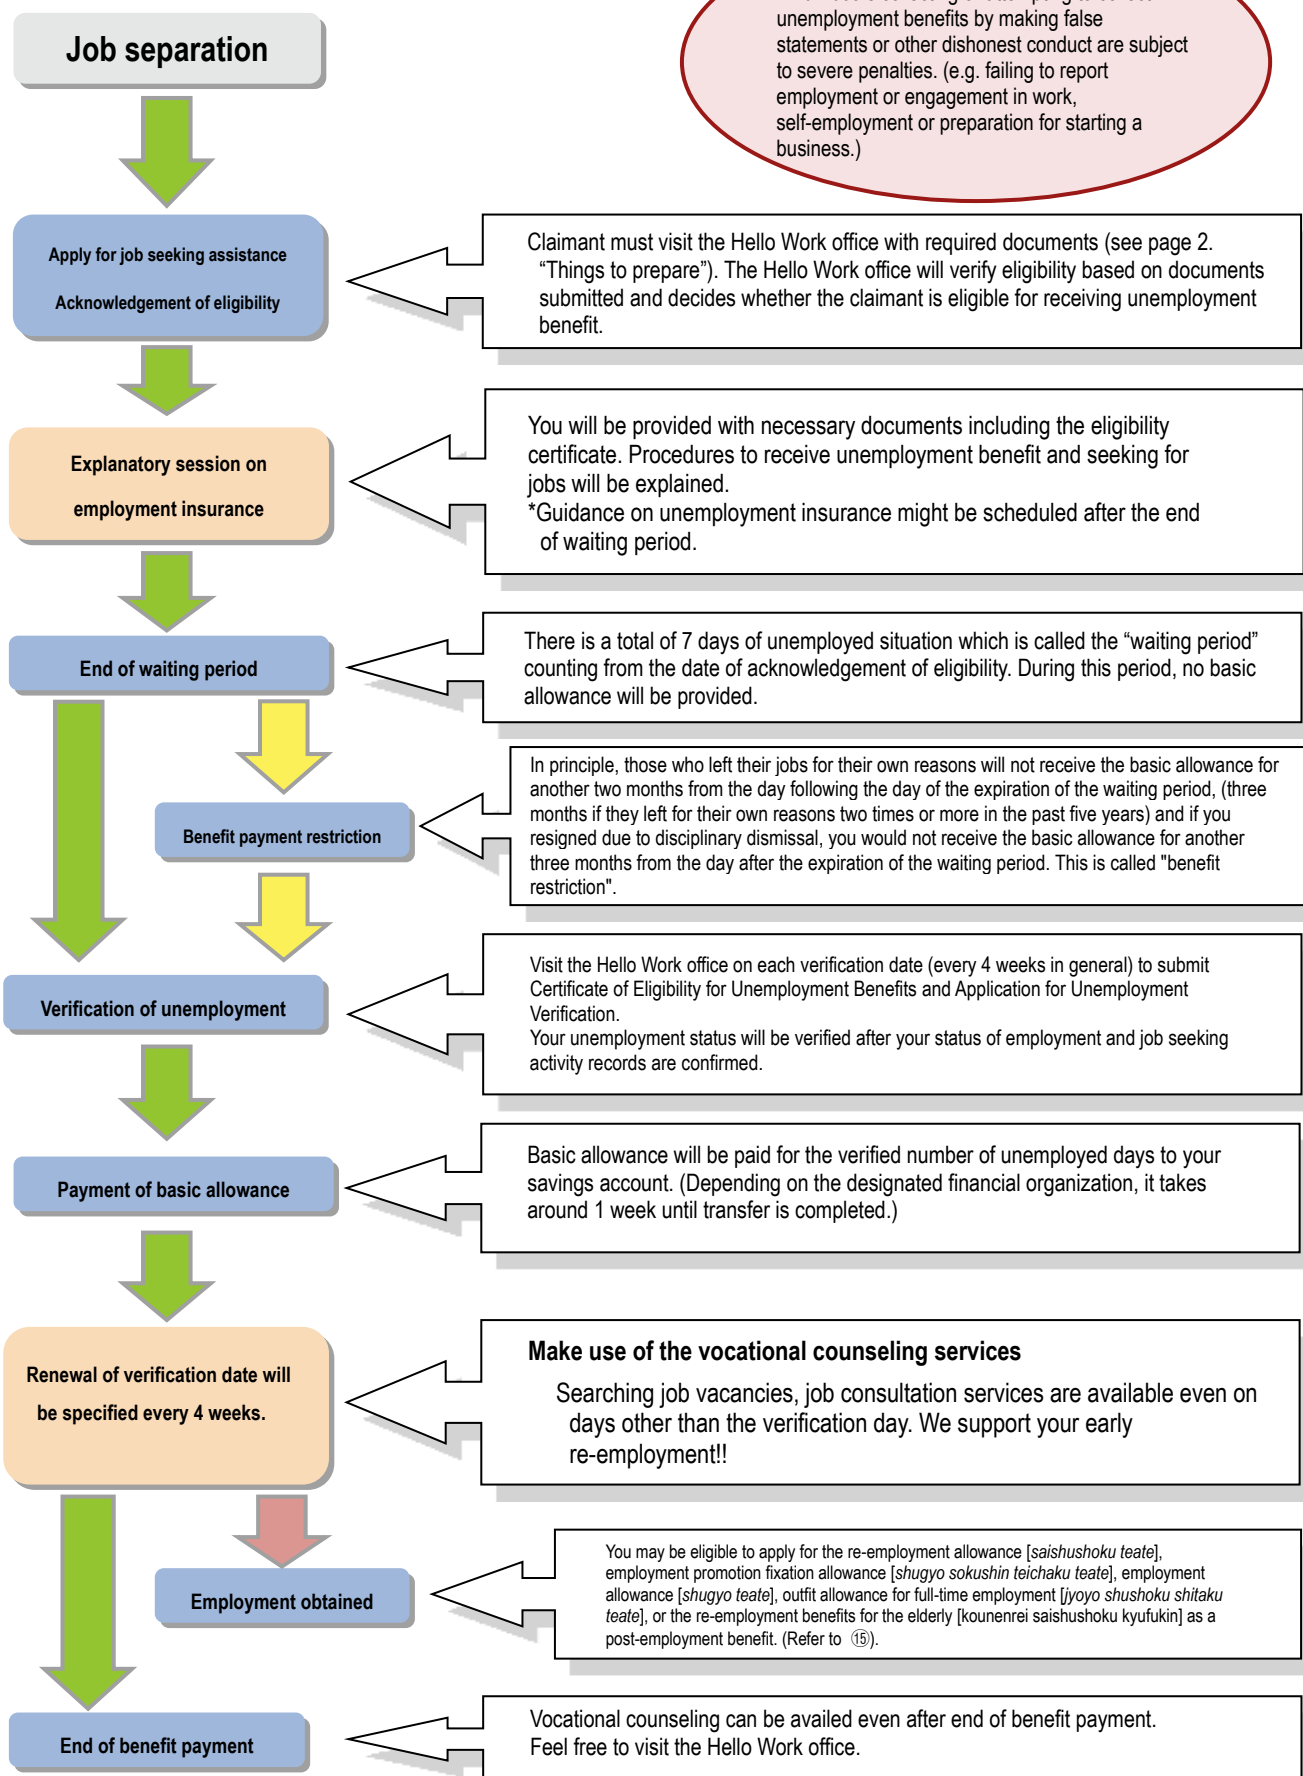 unemployment benefits by making false
statements or other dishonest conduct are subject
to severe penalties. (e.g. failing to report
employment or engagement in work,
self-employment or preparation for starting a
business.)
Job separation
Apply for job seeking assistance
Acknowledgement of eligibility
Claimant must visit the Hello Work office with required documents (see page 2.
“Things to prepare”). The Hello Work office will verify eligibility based on documents
submitted and decides whether the claimant is eligible for receiving unemployment
benefit.
Explanatory session on
employment insurance
You will be provided with necessary documents including the eligibility
certificate. Procedures to receive unemployment benefit and seeking for
jobs will be explained.
*Guidance on unemployment insurance might be scheduled after the end
of waiting period.
End of waiting period
There is a total of 7 days of unemployed situation which is called the “waiting period”
counting from the date of acknowledgement of eligibility. During this period, no basic
allowance will be provided.
Benefit payment restriction
In principle, those who left their jobs for their own reasons will not receive the basic allowance for
another two months from the day following the day of the expiration of the waiting period, (three
months if they left for their own reasons two times or more in the past five years) and if you
resigned due to disciplinary dismissal, you would not receive the basic allowance for another
three months from the day after the expiration of the waiting period. This is called "benefit
restriction".
Verification of unemployment
Visit the Hello Work office on each verification date (every 4 weeks in general) to submit
Certificate of Eligibility for Unemployment Benefits and Application for Unemployment
Verification.
Your unemployment status will be verified after your status of employment and job seeking
activity records are confirmed.
Payment of basic allowance
Basic allowance will be paid for the verified number of unemployed days to your
savings account. (Depending on the designated financial organization, it takes
around 1 week until transfer is completed.)
Renewal of verification date will
be specified every 4 weeks.
Make use of the vocational counseling services
Searching job vacancies, job consultation services are available even on
days other than the verification day. We support your early
re-employment!!
Employment obtained
You may be eligible to apply for the re-employment allowance [saishushoku teate],
employment promotion fixation allowance [shugyo sokushin teichaku teate], employment
allowance [shugyo teate], outfit allowance for full-time employment [jyoyo shushoku shitaku
teate], or the re-employment benefits for the elderly [kounenrei saishushoku kyufukin] as a
post-employment benefit. (Refer to ⑮).
End of benefit payment
Vocational counseling can be availed even after end of benefit payment.
Feel free to visit the Hello Work office.